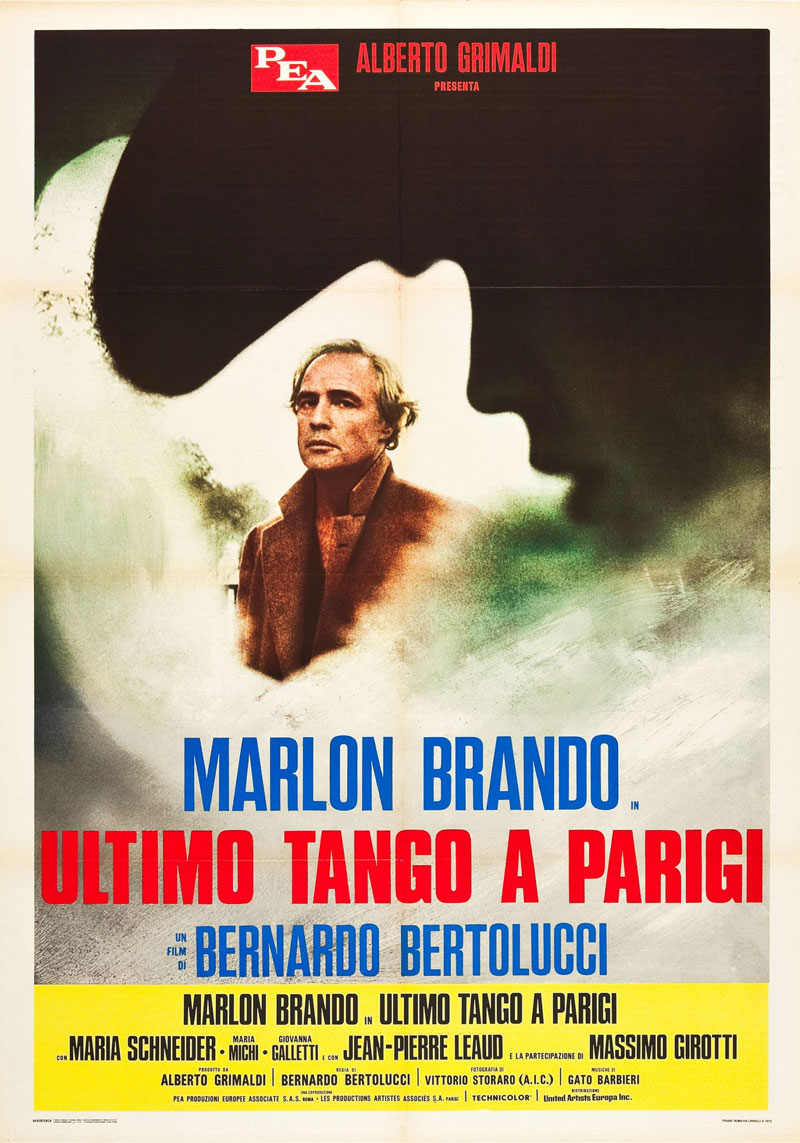 PEA ALBERTO GRIMALDI
PRESENTA
MARLON BRANDO IN
ULTIMO TANGO A PARIGI
UN FILM DI BERNARDO BERTOLUCCI
MARLON BRANDO IN ULTIMO TANGO A PARIGI
CON MARIA SCHNEIDER · MARIA MICHI · GIOVANNA GALLETTI E CON JEAN-PIERRE LEAUD E LA PARTECIPAZIONE DI MASSIMO GIROTTI
PRODOTTO DA ALBERTO GRIMALDI | REGIA DI BERNARDO BERTOLUCCI | FOTOGRAFIA DI VITTORIO STORARO (A.I.C.) | MUSICHE DI GATO BARBIERI
UNA COPRODUZIONE PEA PRODUZIONI EUROPEE ASSOCIATE S.A.S. ROMA - LES PRODUCTIONS ARTISTES ASSOCIÉS S.A. PARIGI | TECHNICOLOR | DISTRIBUZIONE United Artists Europa Inc.
AVVERTENZA